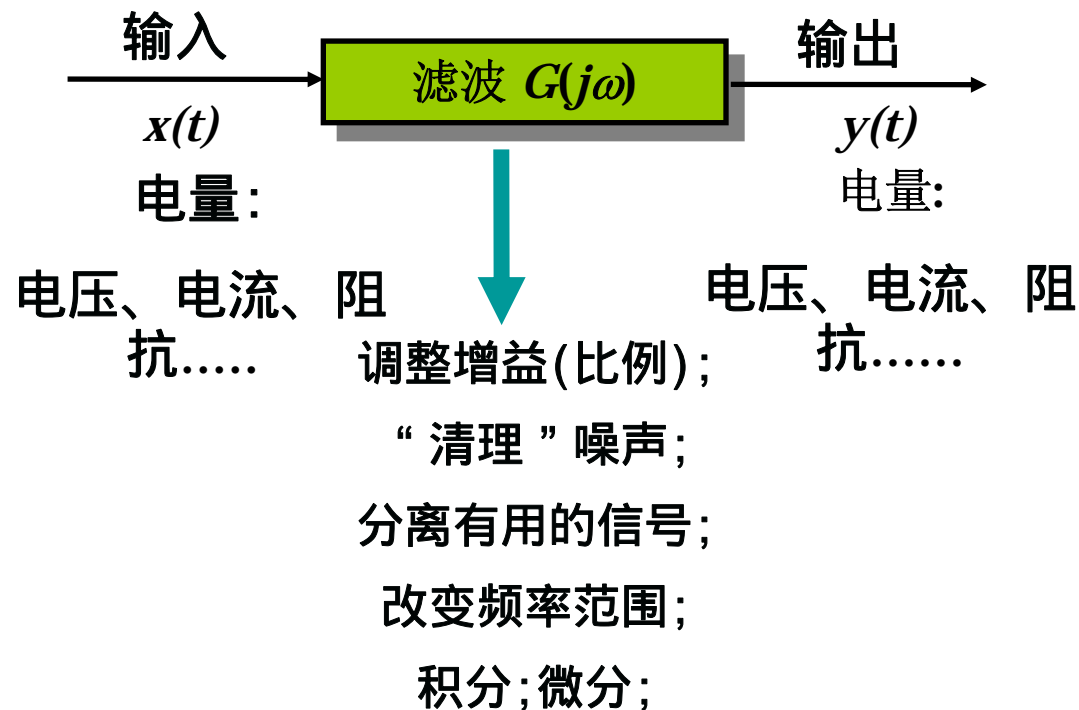 输入
滤波 G(jω)
输出
x(t)
y(t)
电量:
电量:
电压、电流、阻
抗.....
电压、电流、阻
抗......
调整增益(比例);
“清理”噪声;
分离有用的信号;
改变频率范围;
积分;微分;